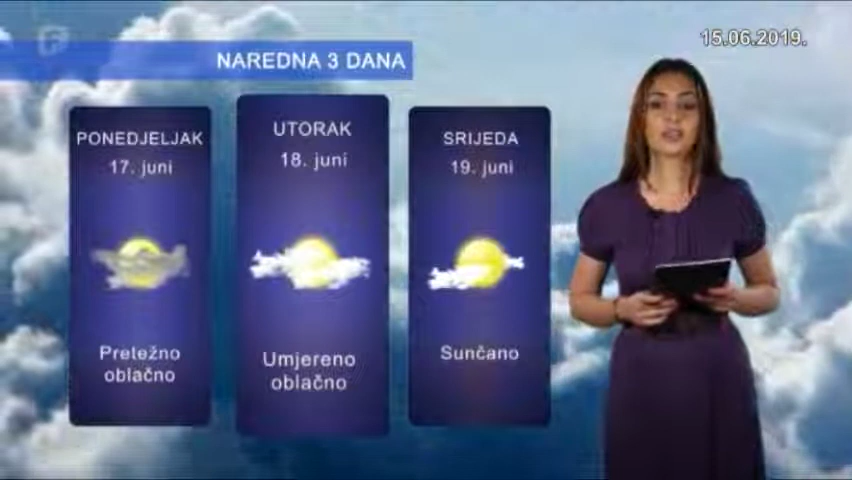 F
15.06.2019.
NAREDNA 3 DANA
PONEDJELJAK
17. juni
Pretežno
oblačno
UTORAK
18. juni
Umjereno
oblačno
SRIJEDA
19. juni
Sunčano